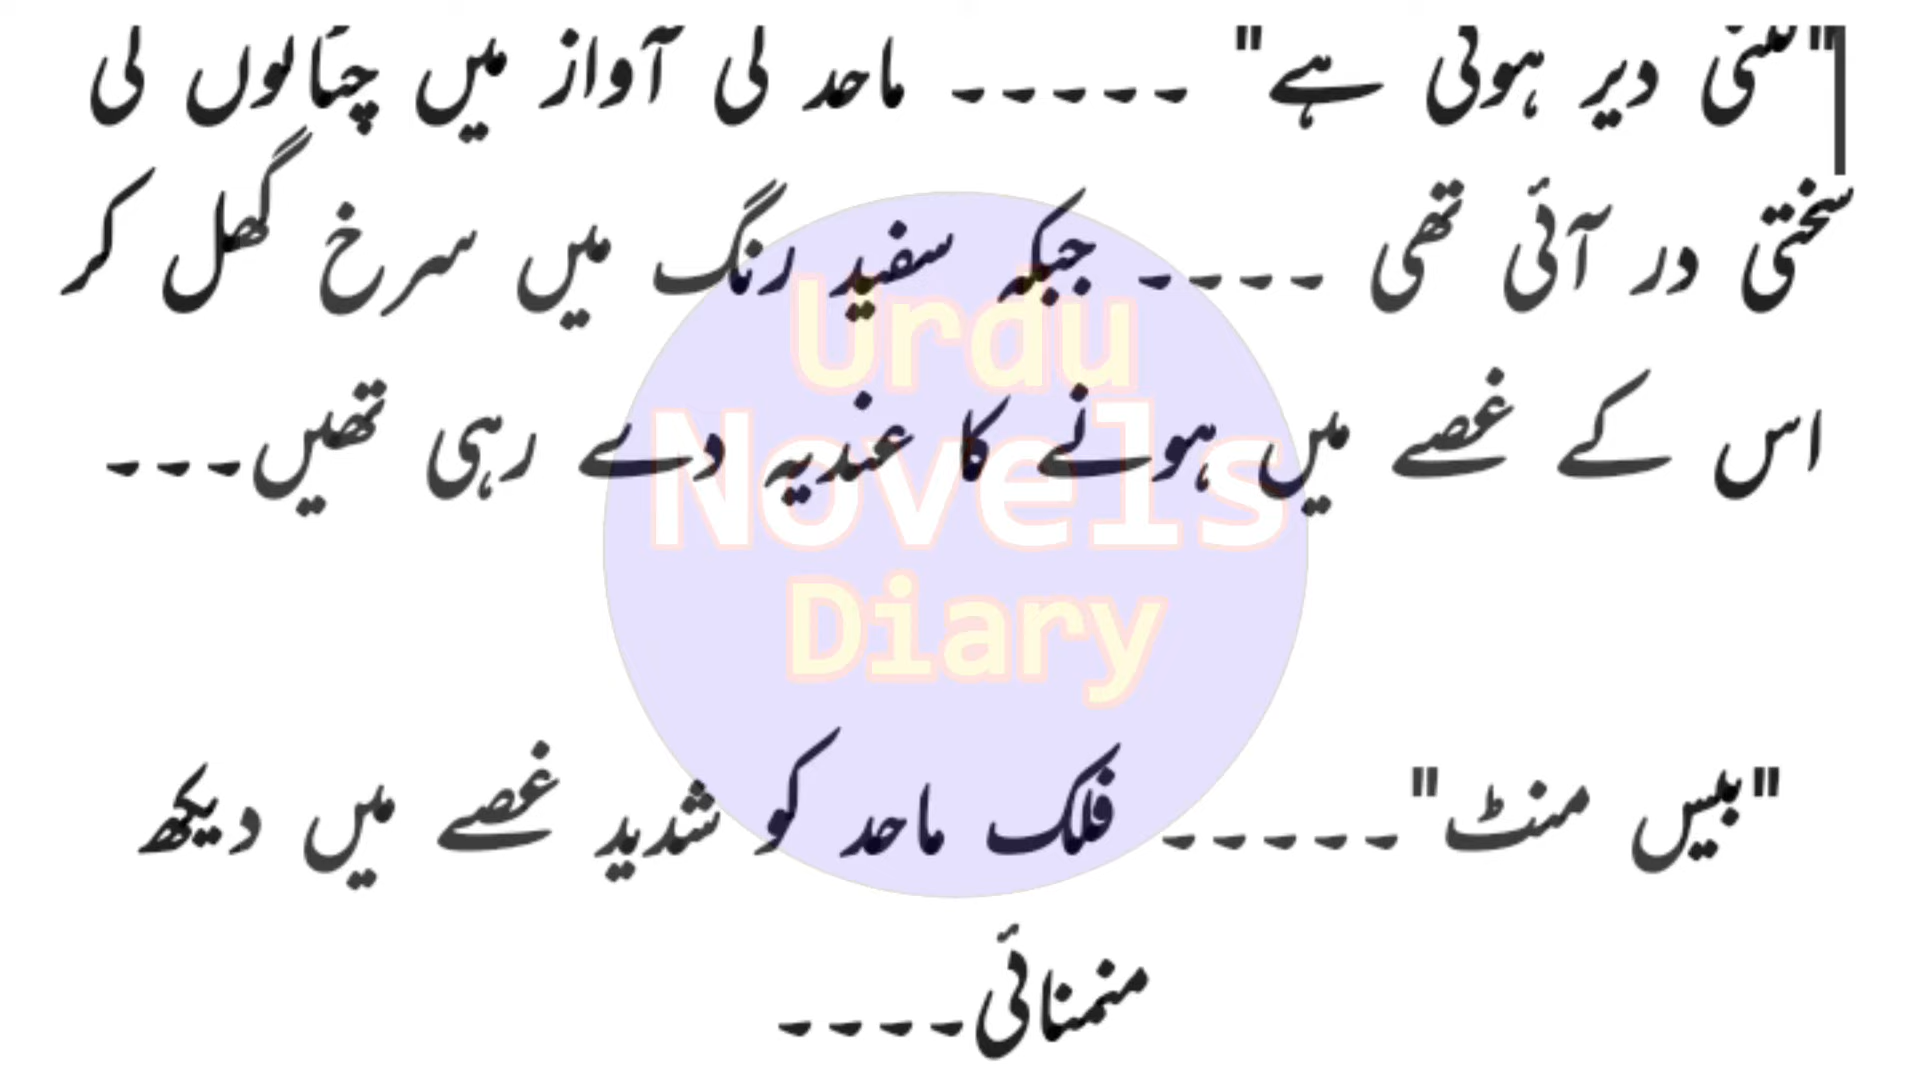 "کتنی دیر ہوئی ہے" ۔۔۔۔۔ ماحد کی آواز میں چٹانوں کی
سختی در آئی تھی ۔۔۔۔ جبکہ سفید رنگ میں سرخ گھل کر
اس کے غصے میں ہونے کا عندیہ دے رہی تھیں۔۔۔
"بیس منٹ"۔۔۔۔۔ فلک ماحد کو شدید غصے میں دیکھ
منمنائی۔۔۔۔
Urdu
Novels
Diary